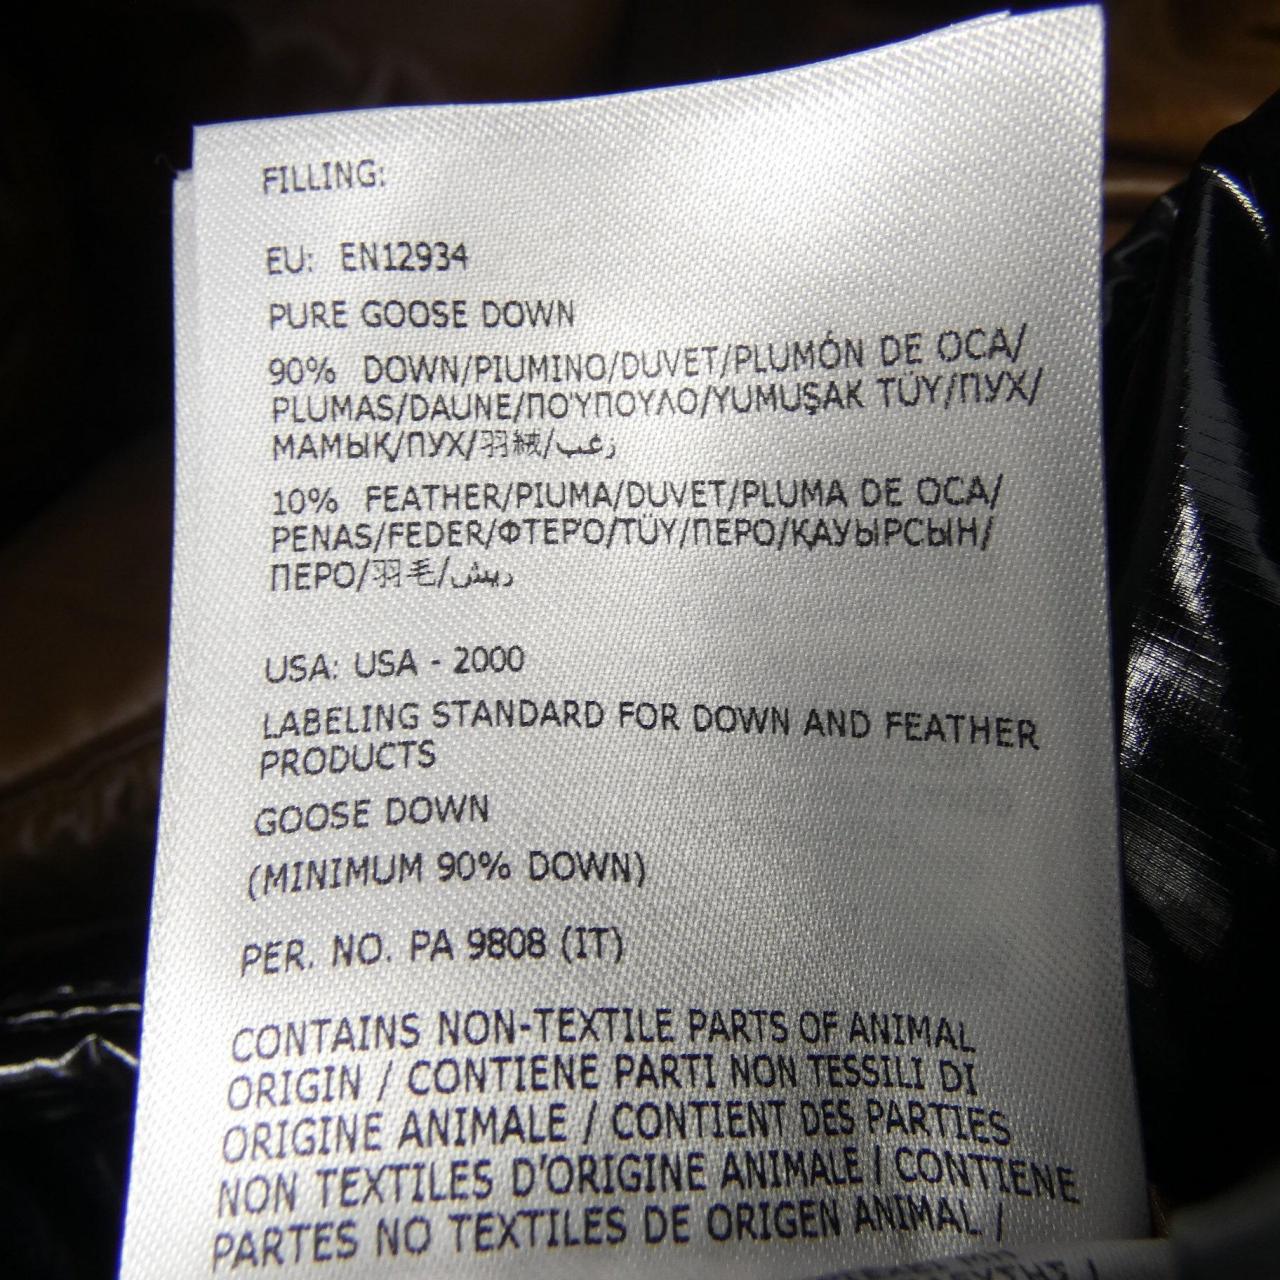 FILLING:
EU: EN12934
PURE GOOSE DOWN
90% DOWN/PIUMINO/DUVET/PLUMÓN DE OCA/
PLUMAS/DAUNE/ΠΟΎΠΟΥΛΟ/YUMUŞAK TÜY/ПУХ/
МАМЫҚ/ПУХ/羽絨/زغب
10% FEATHER/PIUMA/DUVET/PLUMA DE OCA/
PENAS/FEDER/ΦΤΕΡΌ/TÜY/ПЕРО/ҚАУЫРСЫН/
ПЕРО/羽毛/ريش
USA: USA - 2000
LABELING STANDARD FOR DOWN AND FEATHER
PRODUCTS
GOOSE DOWN
(MINIMUM 90% DOWN)
PER. NO. PA 9808 (IT)
CONTAINS NON-TEXTILE PARTS OF ANIMAL
ORIGIN / CONTIENE PARTI NON TESSILI DI
ORIGINE ANIMALE / CONTIENT DES PARTIES
NON TEXTILES D'ORIGINE ANIMALE / CONTIENE
PARTES NO TEXTILES DE ORIGEN ANIMAL /